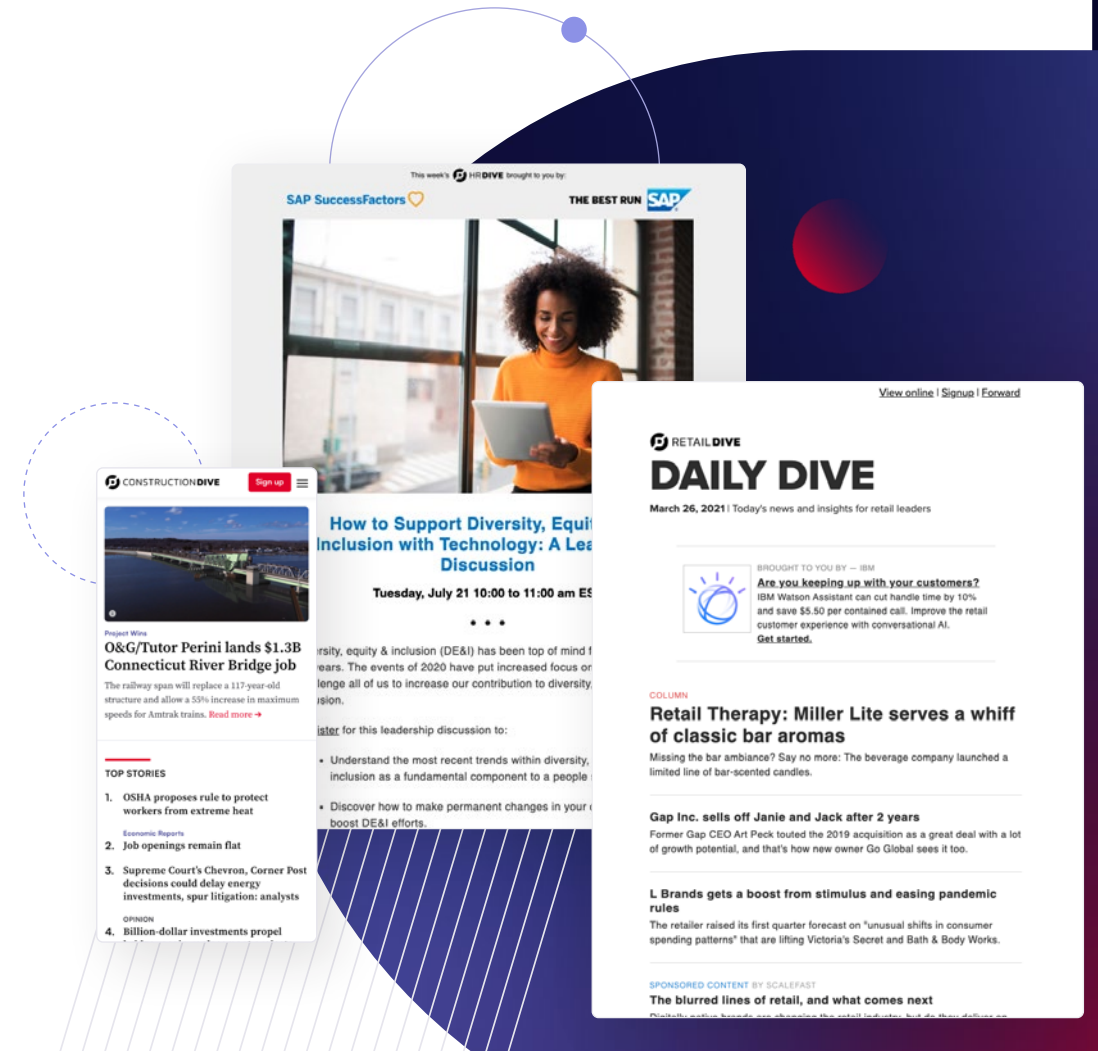 This week's HRDIVE brought to you by:
SAP SuccessFactors
THE BEST RUN SAP
How to Support Diversity,
Inclusion with Technology: A
Discussion
Tuesday, July 21 10:00 to 11:00 am
equity & inclusion (DE&I) has been top of mind
The events of 2020 have put increased focus
all of us to increase our contribution to diversity,
for this leadership discussion to:
• Understand the most recent trends within diversity,
inclusion as a fundamental component to a people
• Discover how to make permanent changes in your
boost DE&I efforts.
CONSTRUCTIONDIVE
Sign up
Project Wins
O&G/Tutor Perini lands $1.3B
Connecticut River Bridge job
The railway span will replace a 117-year-old
structure and allow a 55% increase in maximum
speeds for Amtrak trains. Read more →
TOP STORIES
1. OSHA proposes rule to protect
workers from extreme heat
Economic Reports
2. Job openings remain flat
3. Supreme Court's Chevron, Corner Post
decisions could delay energy
investments, spur litigation: analysts
OPINION
4. Billion-dollar investments propel
View online | Signup | Forward
RETAILDIVE
DAILY DIVE
March 26, 2021 | Today's news and insights for retail leaders
BROUGHT TO YOU BY — IBM
Are you keeping up with your customers?
IBM Watson Assistant can cut handle time by 10%
and save $5.50 per contained call. Improve the retail
customer experience with conversational AI.
Get started.
COLUMN
Retail Therapy: Miller Lite serves a whiff
of classic bar aromas
Missing the bar ambiance? Say no more: The beverage company launched a
limited line of bar-scented candles.
Gap Inc. sells off Janie and Jack after 2 years
Former Gap CEO Art Peck touted the 2019 acquisition as a great deal with a lot
of growth potential, and that's how new owner Go Global sees it too.
L Brands gets a boost from stimulus and easing pandemic
rules
The retailer raised its first quarter forecast on "unusual shifts in consumer
spending patterns" that are lifting Victoria's Secret and Bath & Body Works.
SPONSORED CONTENT BY SCALEFAST
The blurred lines of retail, and what comes next